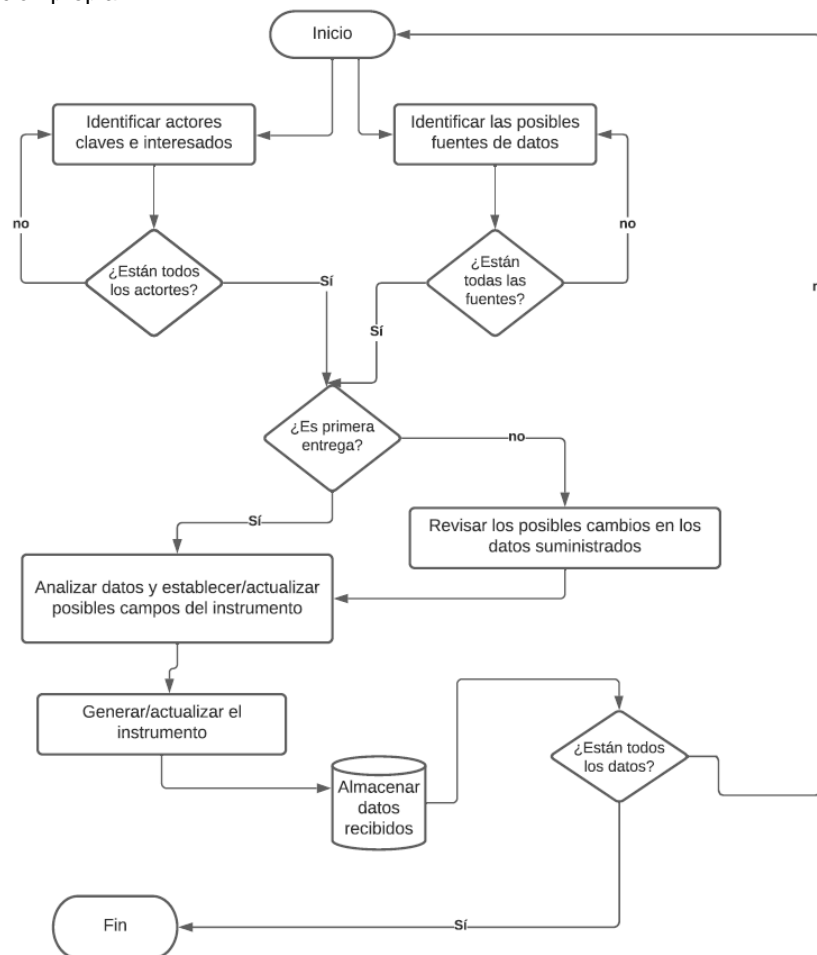 Inicio
Identificar actores
claves e interesados
Identificar las posibles
fuentes de datos
no
no
¿Están todos
los actortes?
¿Están
todas las
fuentes?
Sí
Sí
¿Es primera
entrega?
no
Sí
Revisar los posibles cambios en los
datos suministrados
Analizar datos y establecer/actualizar
posibles campos del instrumento
Generar/actualizar el
instrumento
¿Están todos
los datos?
Almacenar
datos
recibidos
Fin
Sí